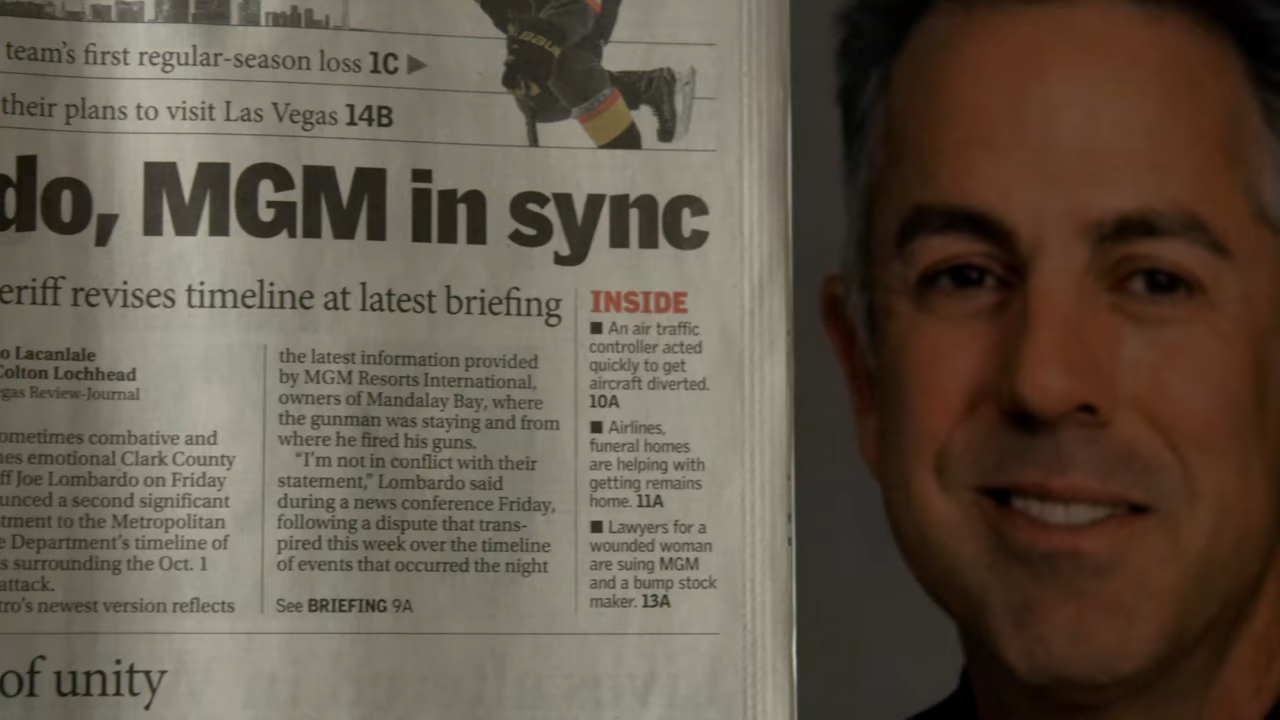 team's first regular-season loss 1C ▶
their plans to visit Las Vegas 14B
do, MGM in sync
eriff revises timeline at latest briefing
o Lacanlale
Colton Lochhead
gas Review-Journal
ometimes combative and
es emotional Clark County
ff Joe Lombardo on Friday
unced a second significant
tment to the Metropolitan
e Department's timeline of
s surrounding the Oct. 1
attack.
tro's newest version reflects
the latest information provided
by MGM Resorts International,
owners of Mandalay Bay, where
the gunman was staying and from
where he fired his guns.
"I'm not in conflict with their
statement," Lombardo said
during a news conference Friday,
following a dispute that trans-
pired this week over the timeline
of events that occurred the night
See BRIEFING 9A
INSIDE
■ An air traffic
controller acted
quickly to get
aircraft diverted.
10A
■ Airlines,
funeral homes
are helping with
getting remains
home. 11A
■ Lawyers for a
wounded woman
are suing MGM
and a bump stock
maker. 13A
of unity